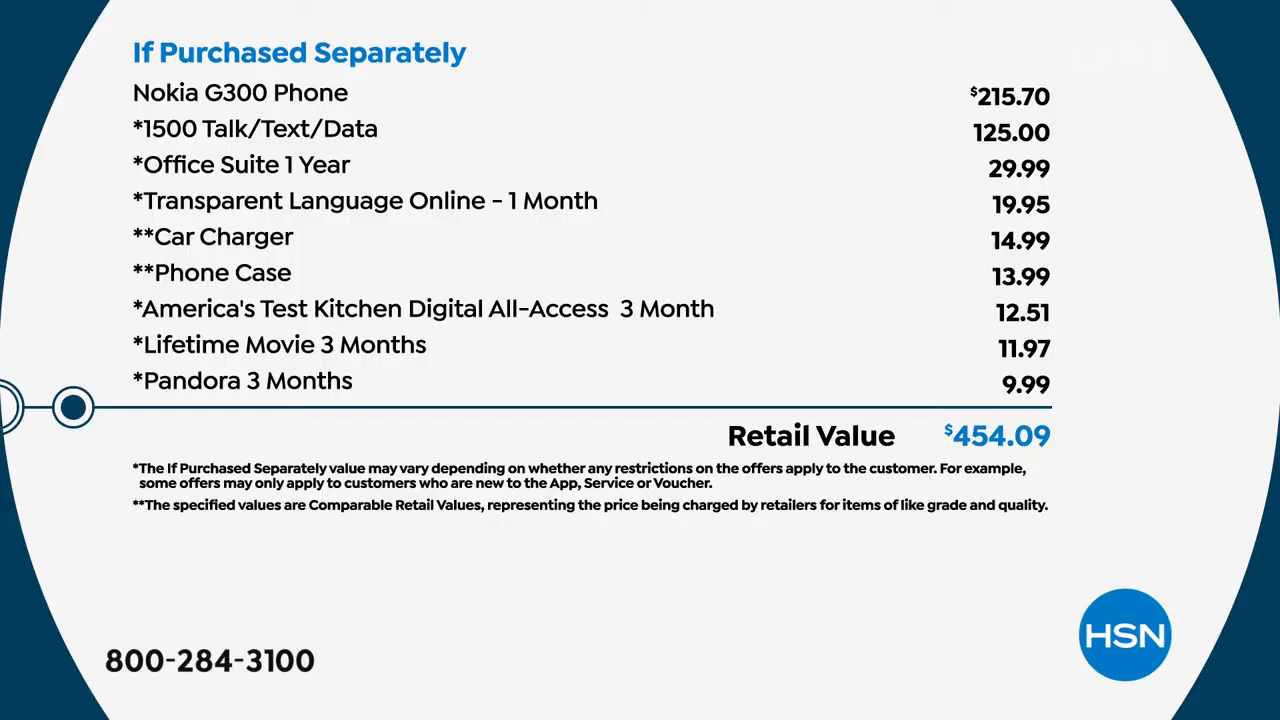 If Purchased Separately
Nokia G300 Phone $215.70
*1500 Talk/Text/Data 125.00
*Office Suite 1 Year 29.99
*Transparent Language Online - 1 Month 19.95
**Car Charger 14.99
**Phone Case 13.99
*America's Test Kitchen Digital All-Access 3 Month 12.51
*Lifetime Movie 3 Months 11.97
*Pandora 3 Months 9.99
Retail Value $454.09
*The If Purchased Separately value may vary depending on whether any restrictions on the offers apply to the customer. For example,
some offers may only apply to customers who are new to the App, Service or Voucher.
**The specified values are Comparable Retail Values, representing the price being charged by retailers for items of like grade and quality.
HSN
800-284-3100